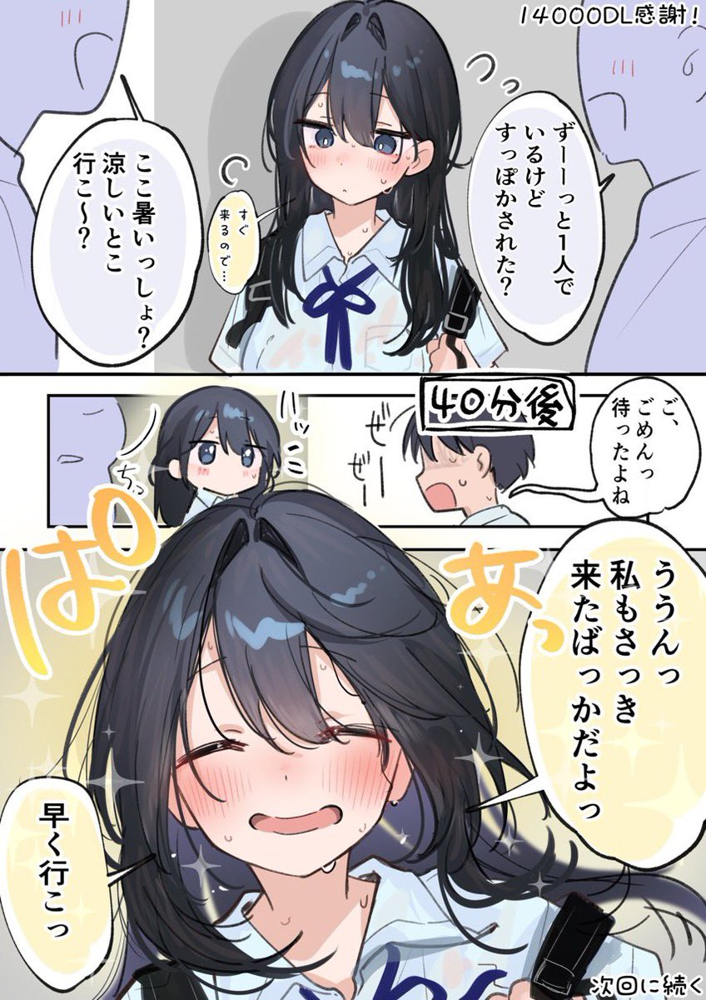 14000DL感謝!
ずーーっと1人で
いるけど
すっぽかされた?
すぐ
来るので…
ここ暑いっしょ?
涼しいとこ
行こ〜?
40分後
ご、
ごめんっ
待ったよね
ぜー
ぜー
ハッ
ちっ
ぱあっ
ううんっ
私もさっき
来たばっかだよっ
早く行こっ
次回に続く